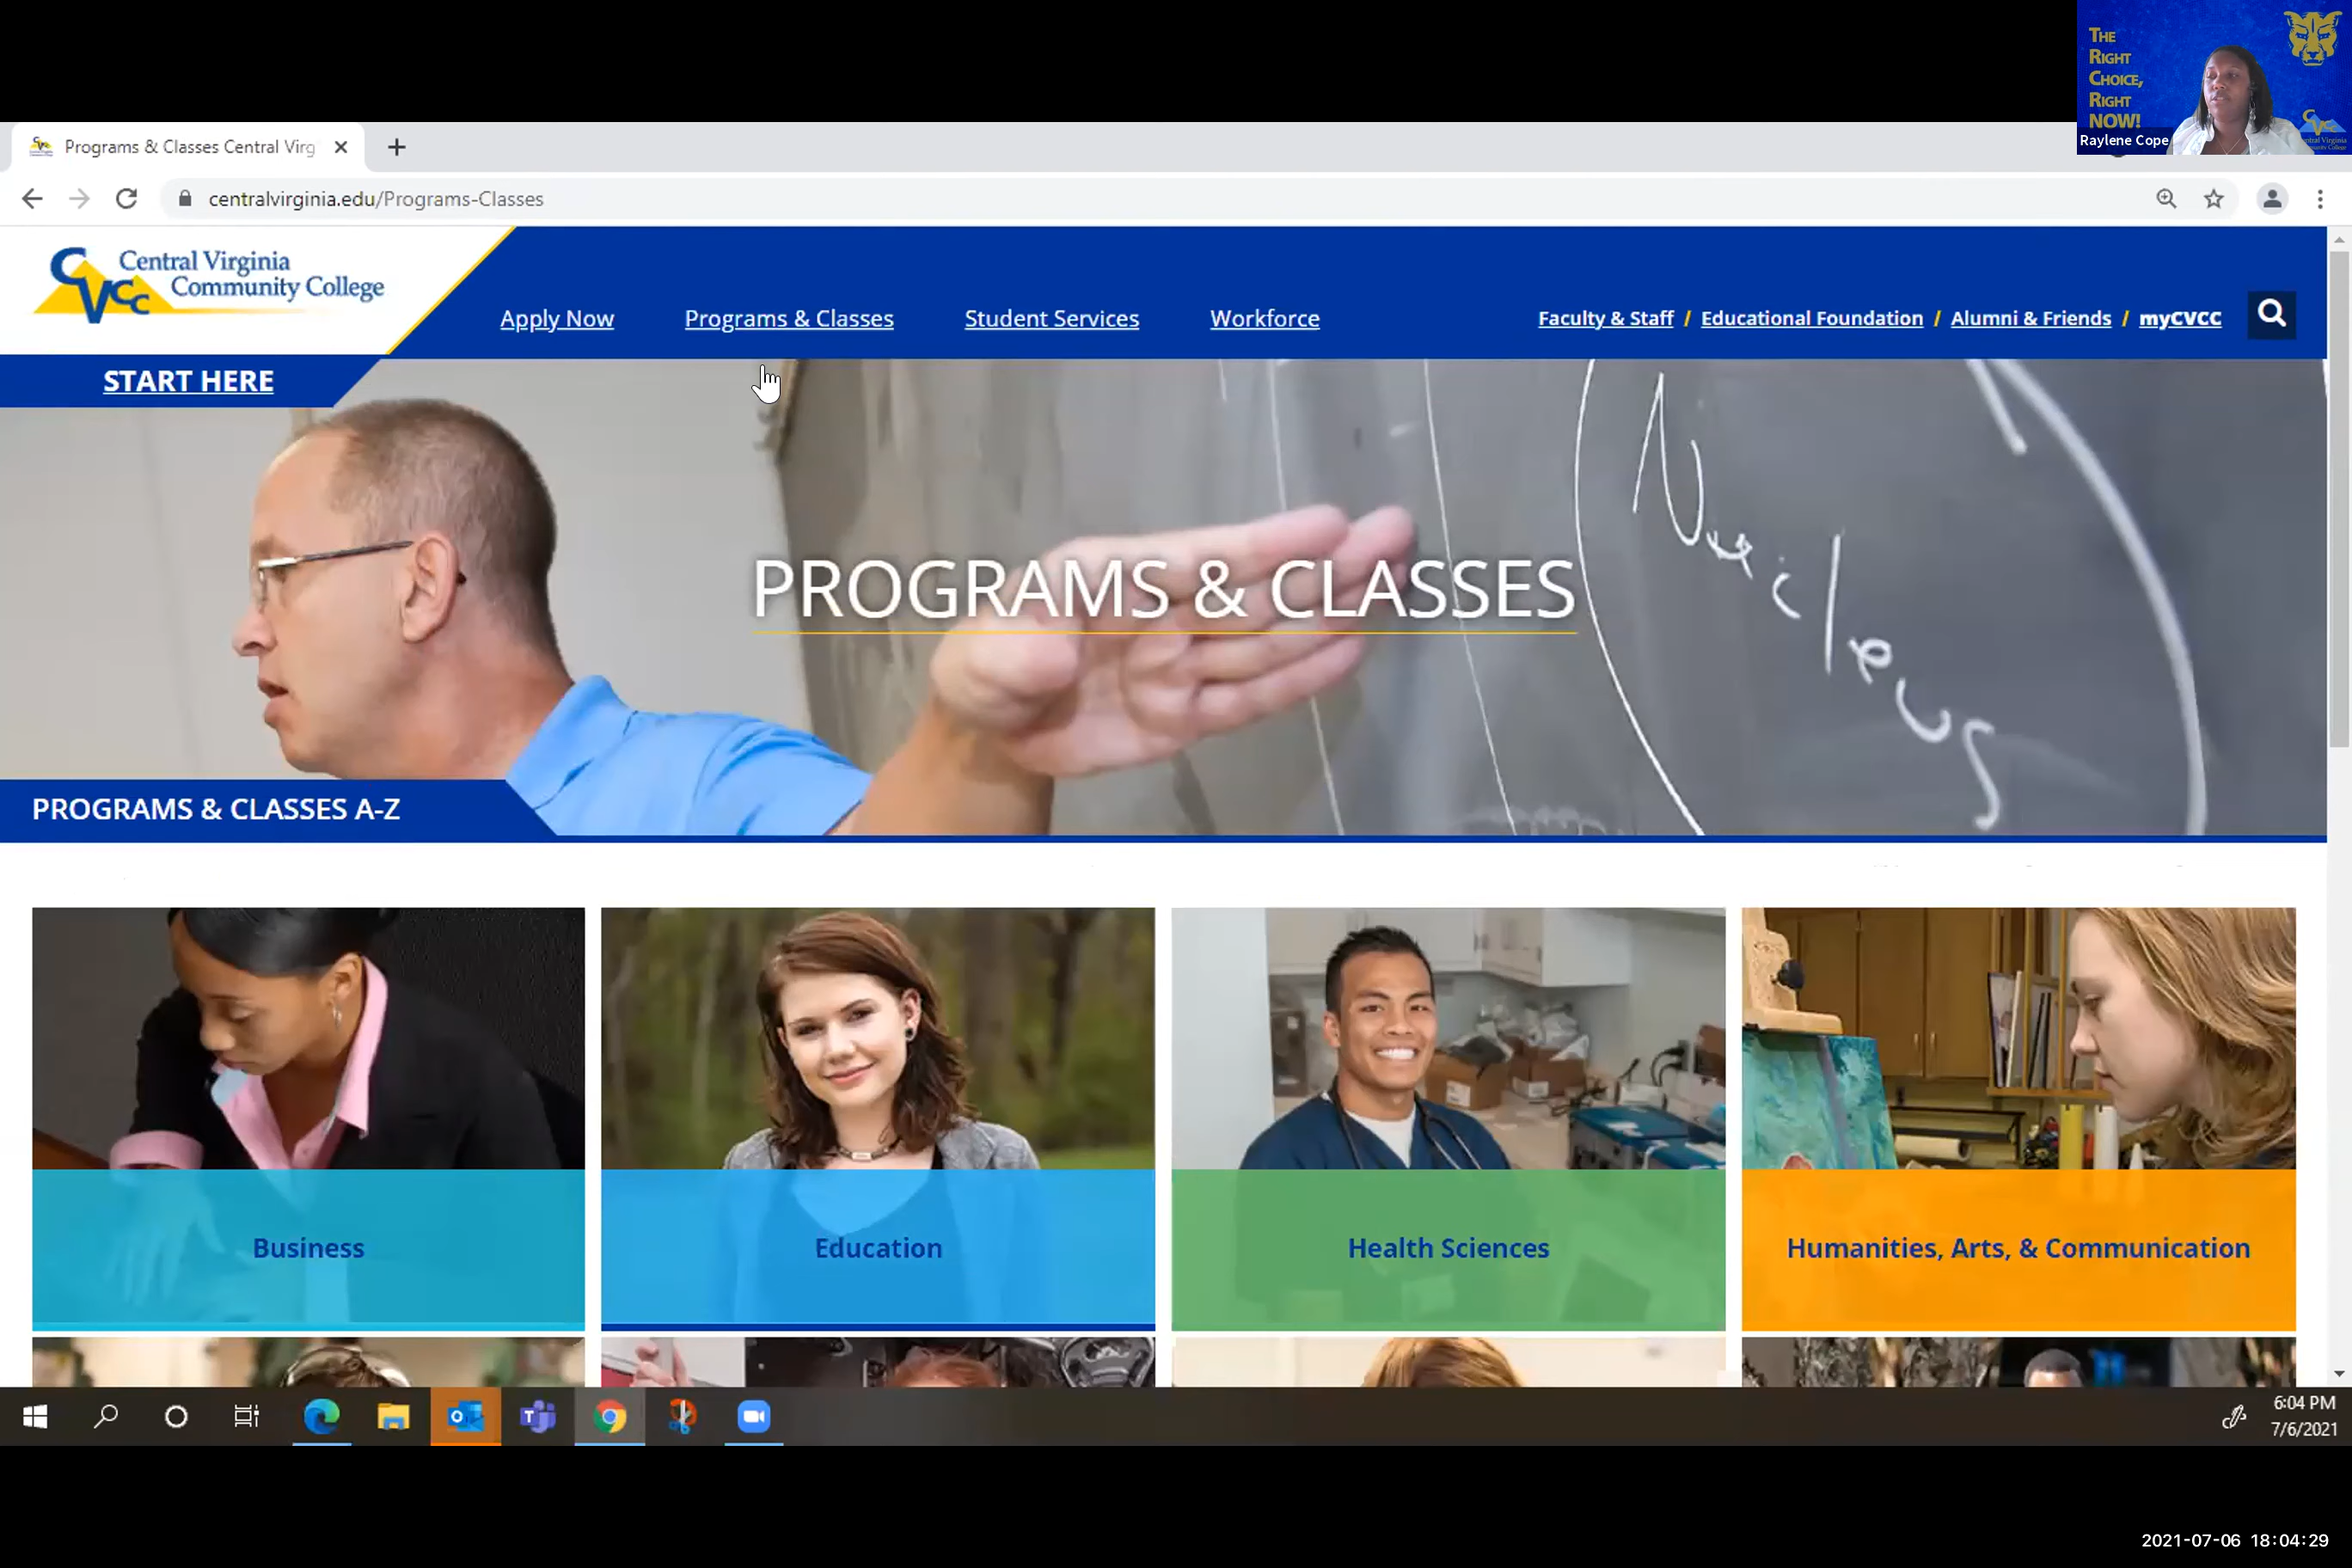 THE
RIGHT
CHOICE,
RIGHT
NOW!
Raylene Cope
Programs & Classes Central Virg
centralvirginia.edu/Programs-Classes
CVCC
Central Virginia
Community College
Apply Now
Programs & Classes
Student Services
Workforce
Faculty & Staff / Educational Foundation / Alumni & Friends / myCVCC
START HERE
Nucleus
PROGRAMS & CLASSES
PROGRAMS & CLASSES A-Z
Business
Education
Health Sciences
Humanities, Arts, & Communication
6:04 PM
7/6/2021
2021-07-06 18:04:29